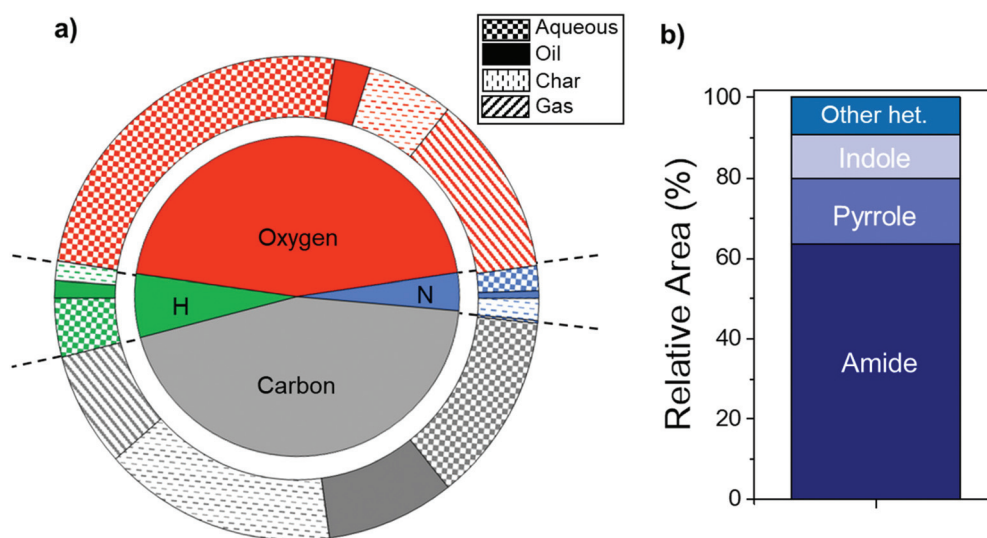 a)
Aqueous
Oil
Char
Gas
Oxygen
H
N
Carbon
b)
Relative Area (%)
100
80
60
40
20
0
Other het.
Indole
Pyrrole
Amide